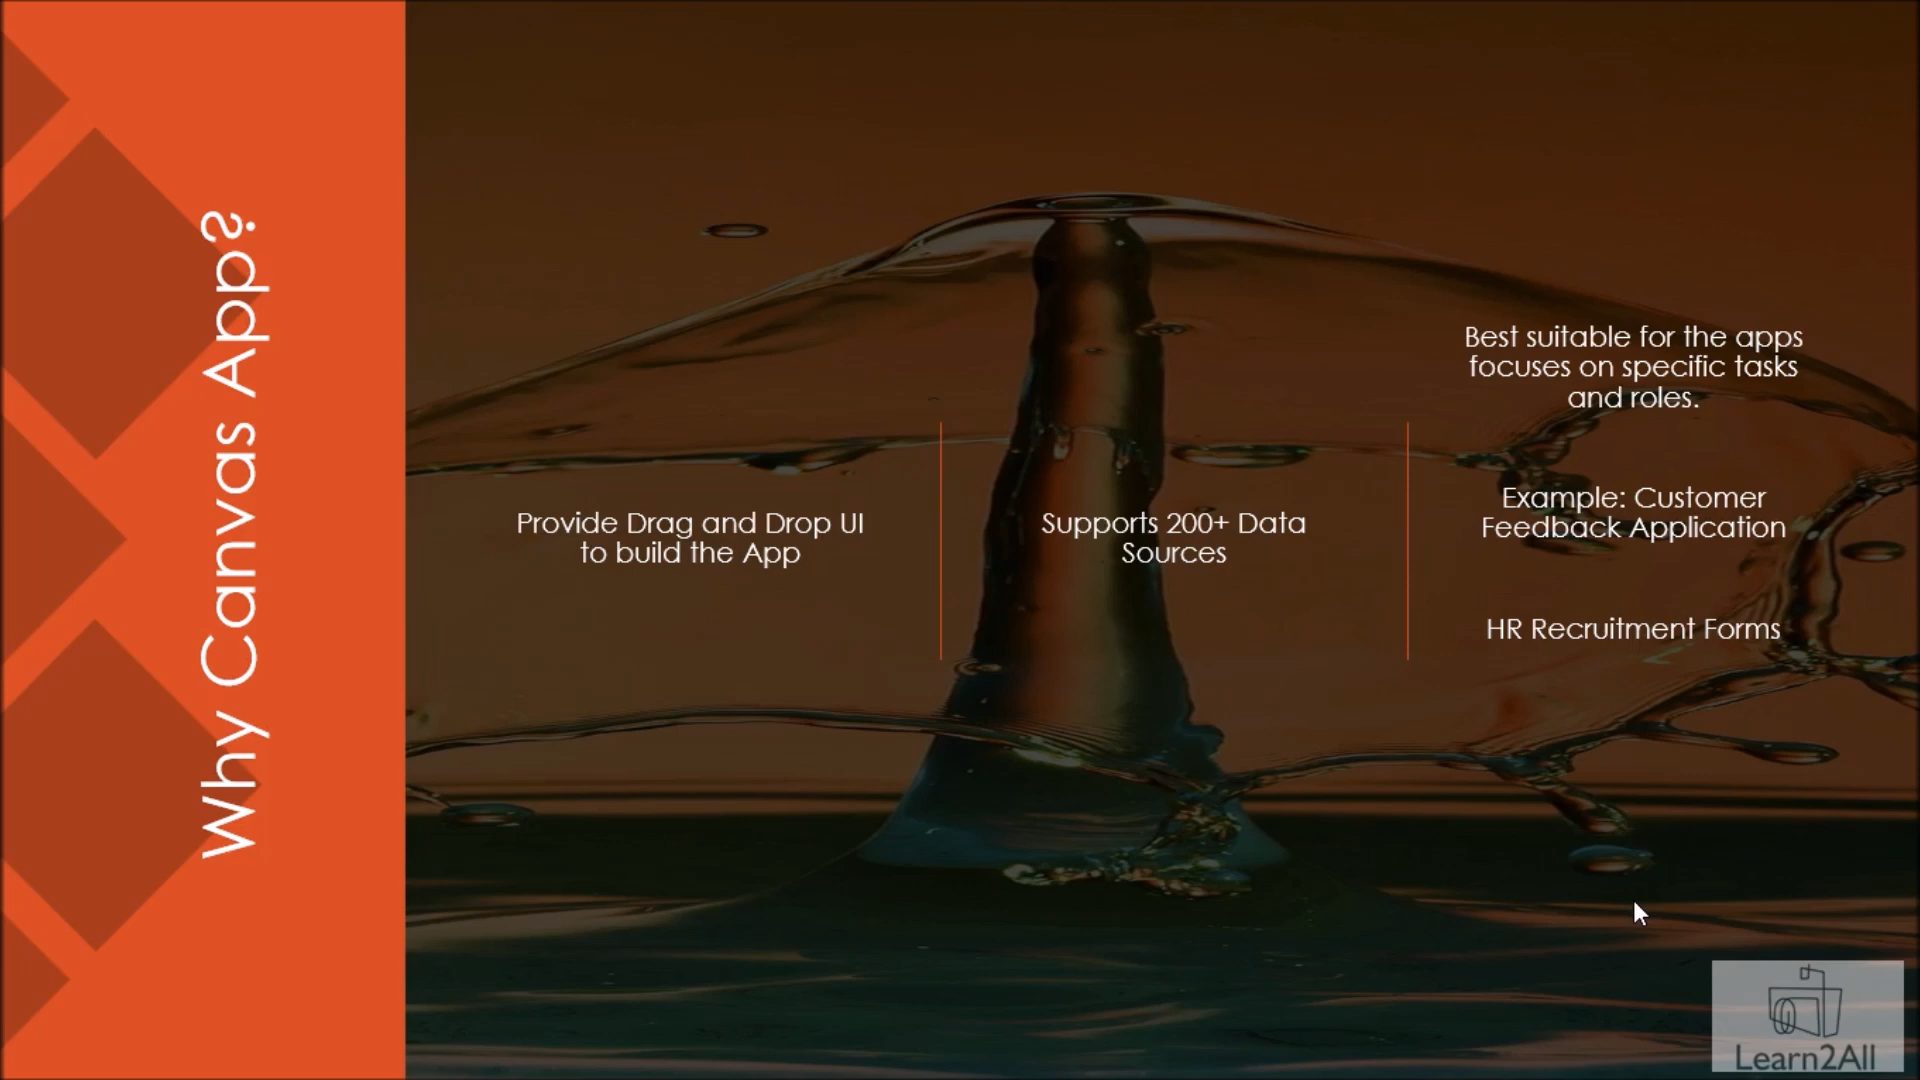 Why Canvas App?
Provide Drag and Drop UI
to build the App
Supports 200+ Data
Sources
Best suitable for the apps
focuses on specific tasks
and roles.
Example: Customer
Feedback Application
HR Recruitment Forms
Learn2All